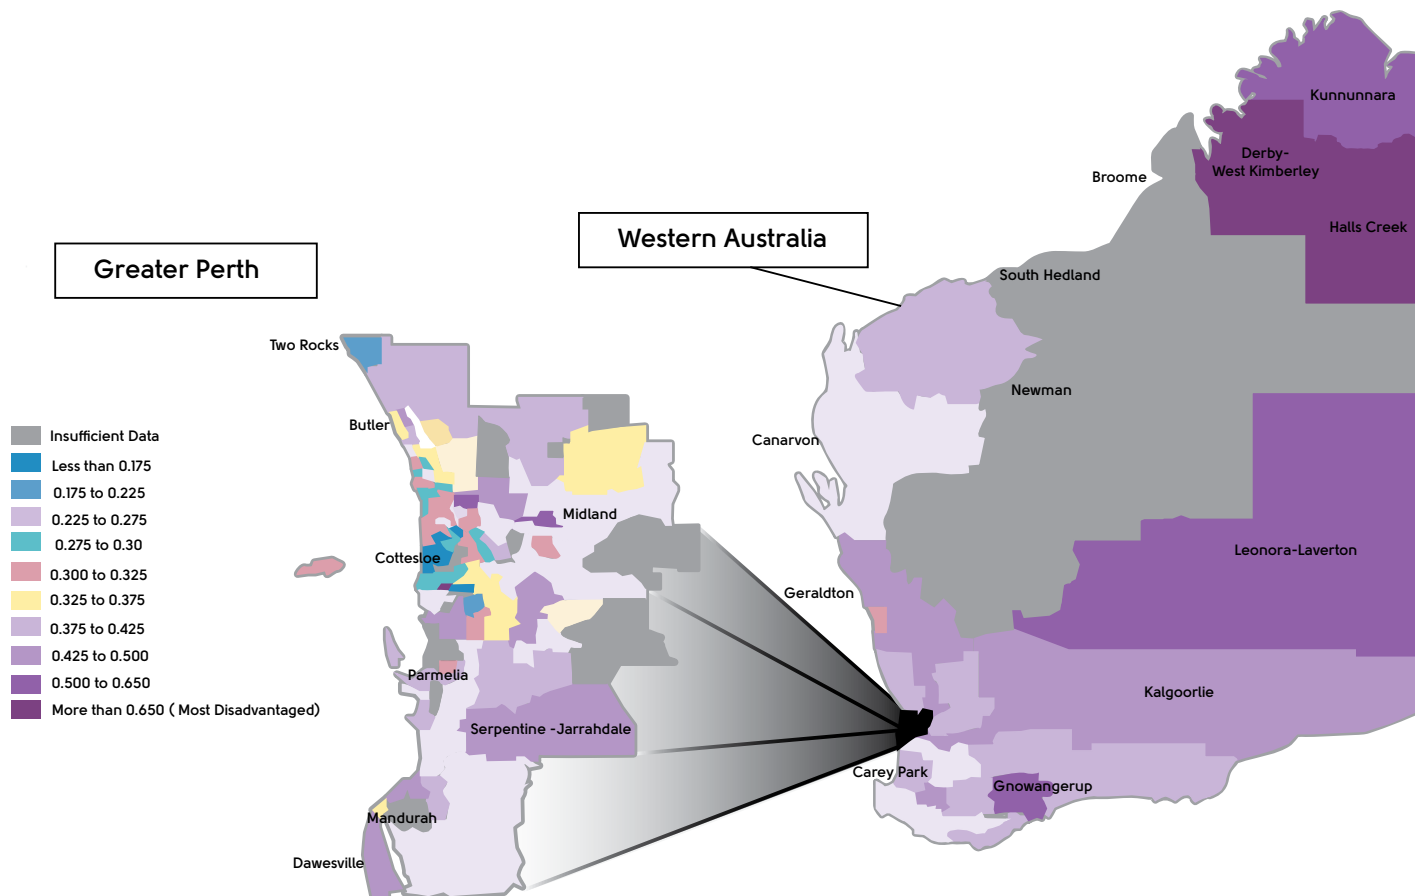 Kunnunnara
Derby-
West Kimberley
Broome
Halls Creek
Western Australia
Greater Perth
South Hedland
Two Rocks
Newman
Butler
Canarvon
Insufficient Data
Less than 0.175
0.175 to 0.225
0.225 to 0.275
0.275 to 0.30
0.300 to 0.325
0.325 to 0.375
0.375 to 0.425
0.425 to 0.500
0.500 to 0.650
More than 0.650 ( Most Disadvantaged)
Midland
Cottesloe
Leonora-Laverton
Geraldton
Parmelia
Kalgoorlie
Serpentine -Jarrahdale
Carey Park
Gnowangerup
Mandurah
Dawesville